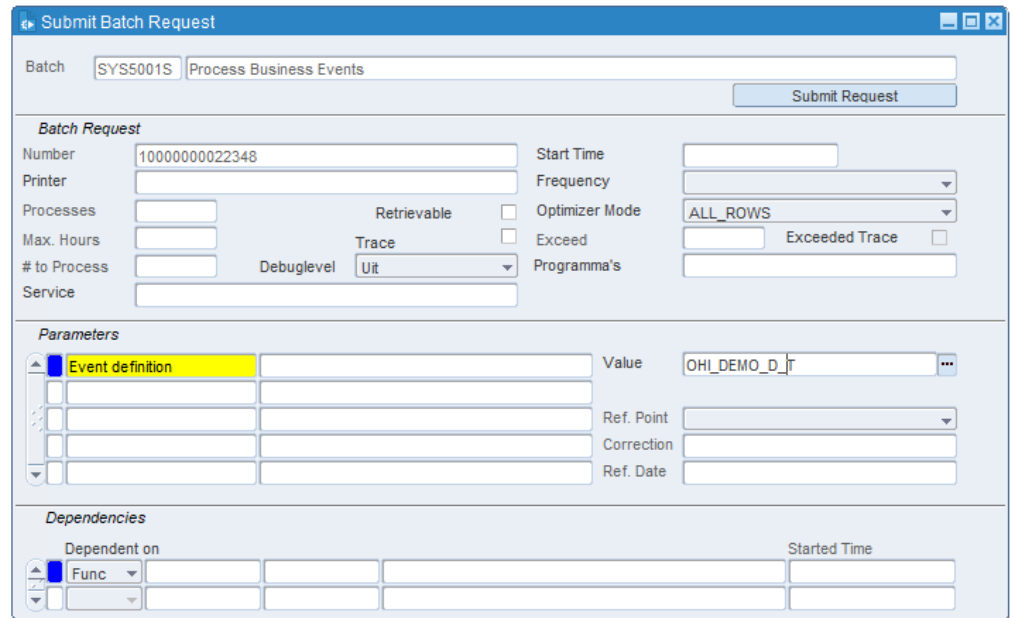 Submit Batch Request
Batch SYS5001S Process Business Events
Submit Request
Batch Request
Number 10000000022348 Start Time
Printer Frequency
Processes Retrievable Optimizer Mode ALL_ROWS
Max. Hours Trace Exceed Exceeded Trace
# to Process Debuglevel Uit Programma's
Service
Parameters
Event definition Value OHI_DEMO_D_T ...
Ref. Point
Correction
Ref. Date
Dependencies
Dependent on Started Time
Func